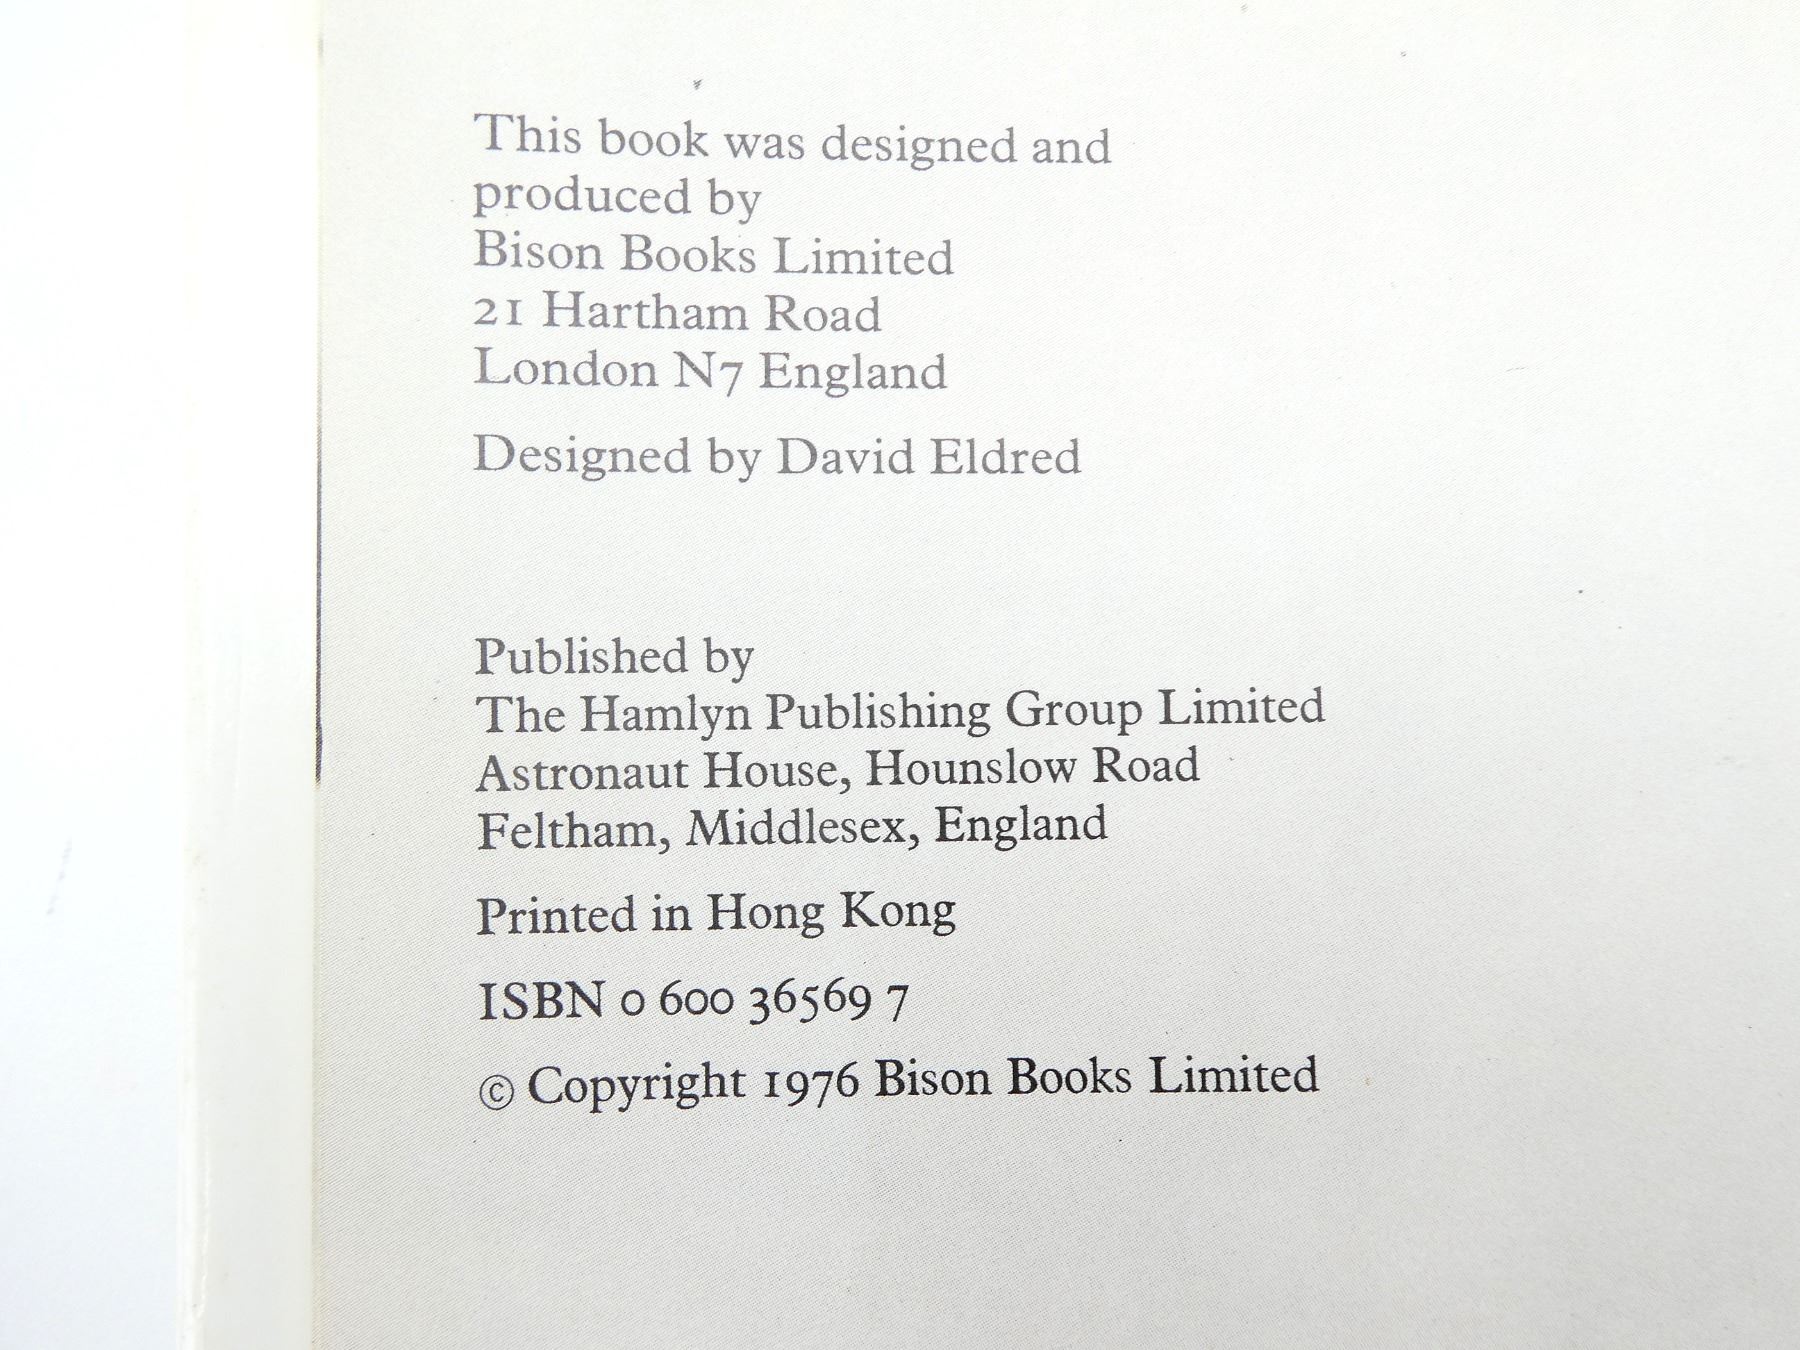 This book was designed and
produced by
Bison Books Limited
21 Hartham Road
London N7 England
Designed by David Eldred
Published by
The Hamlyn Publishing Group Limited
Astronaut House, Hounslow Road
Feltham, Middlesex, England
Printed in Hong Kong
ISBN 0 600 36569 7
© Copyright 1976 Bison Books Limited